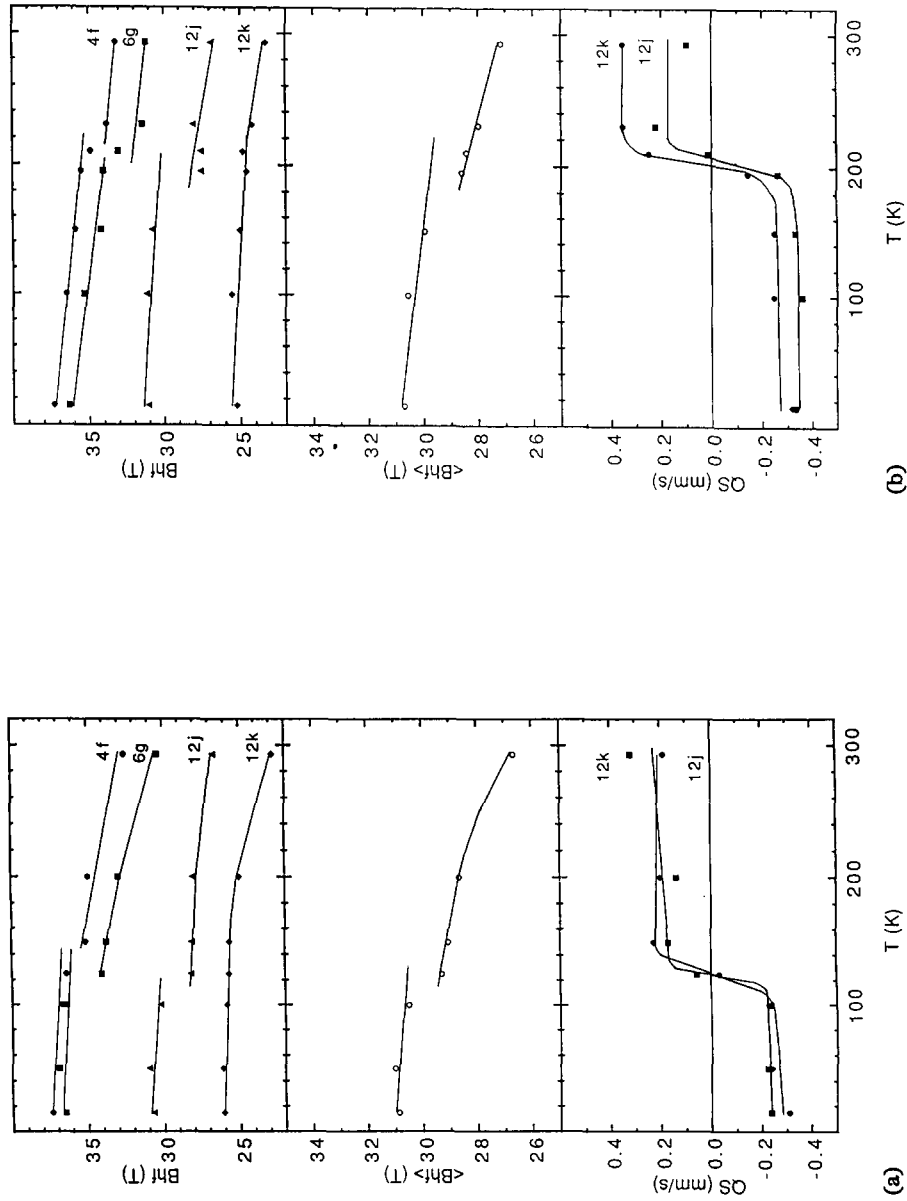 (a)
Bhf (T)
35
30
25
4f
6g
12j
12k
<Bhf> (T)
34
32
30
28
26
QS (mm/s)
0.4
0.2
0.0
-0.2
-0.4
12k
12j
100
200
300
T (K)
(b)
Bhf (T)
35
30
25
4f
6g
12j
12k
<Bhf> (T)
34
32
30
28
26
QS (mm/s)
0.4
0.2
0.0
-0.2
-0.4
12k
12j
100
200
300
T (K)